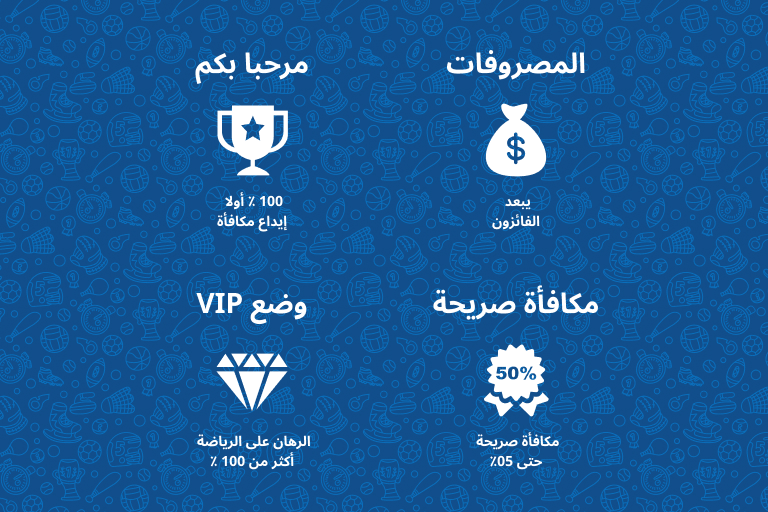 المصروفات
$
يبعد
الفائزون
مرحبا بكم
100 ٪ أولا
إيداع مكافأة
مكافأة صريحة
50%
مكافأة صريحة
حتى 05٪
وضع VIP
الرهان على الرياضة
أكثر من 100 ٪